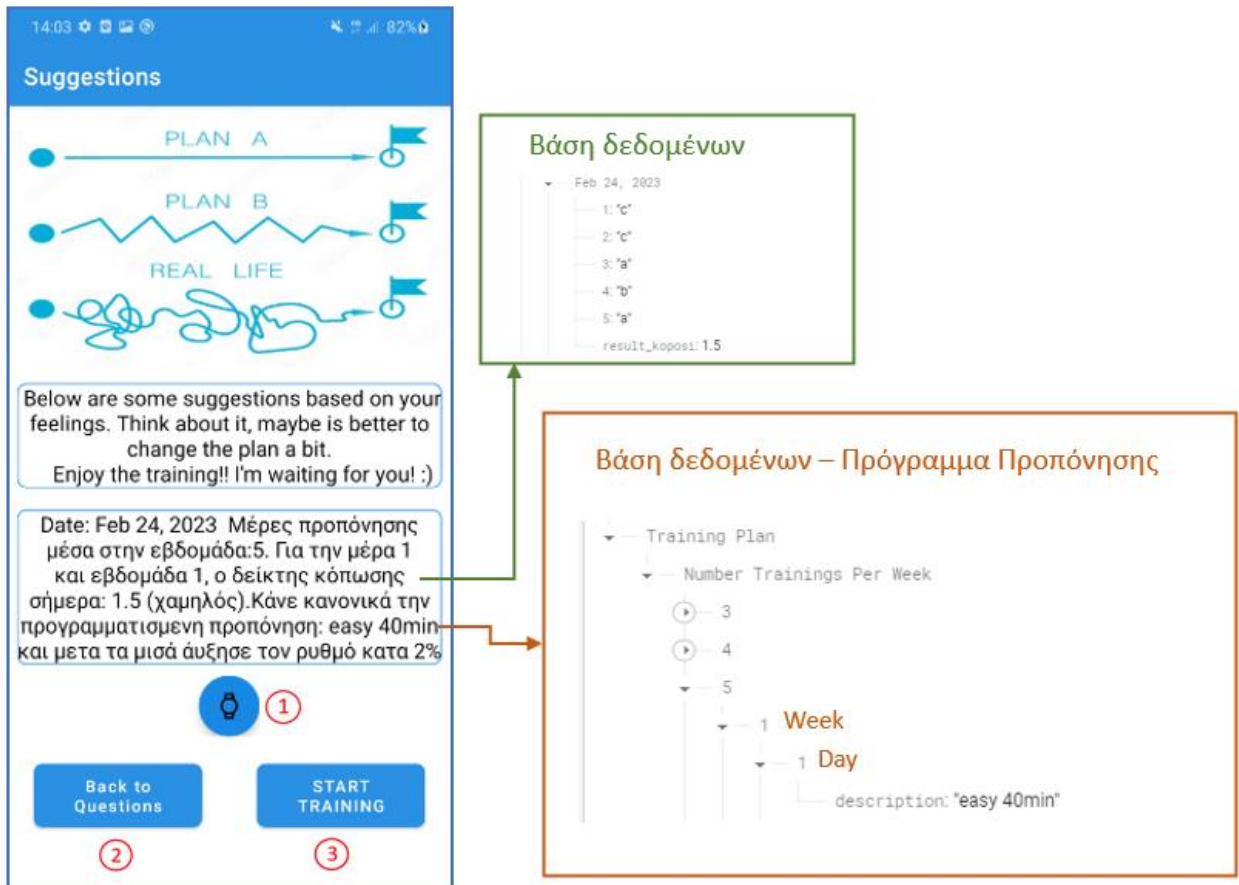 14:03
82%
Suggestions
PLAN A
PLAN B
REAL LIFE
Below are some suggestions based on your
feelings. Think about it, maybe is better to
change the plan a bit.
Enjoy the training!! I'm waiting for you! :)
Date: Feb 24, 2023 Μέρες προπόνησης
μέσα στην εβδομάδα:5. Για την μέρα 1
και εβδομάδα 1, ο δείκτης κόπωσης
σήμερα: 1.5 (χαμηλός).Κάνε κανονικά την
προγραμματισμενη προπόνηση: easy 40min
και μετα τα μισά άυξησε τον ρυθμό κατα 2%
1
Back to
Questions
START
TRAINING
2
3
Βάση δεδομένων
Feb 24, 2023
1: "c"
2: "c"
3: "a"
4: "b"
5: "a"
result_koposi: 1.5
Βάση δεδομένων – Πρόγραμμα Προπόνησης
Training Plan
Number Trainings Per Week
3
4
5
1 Week
1 Day
description: "easy 40min"